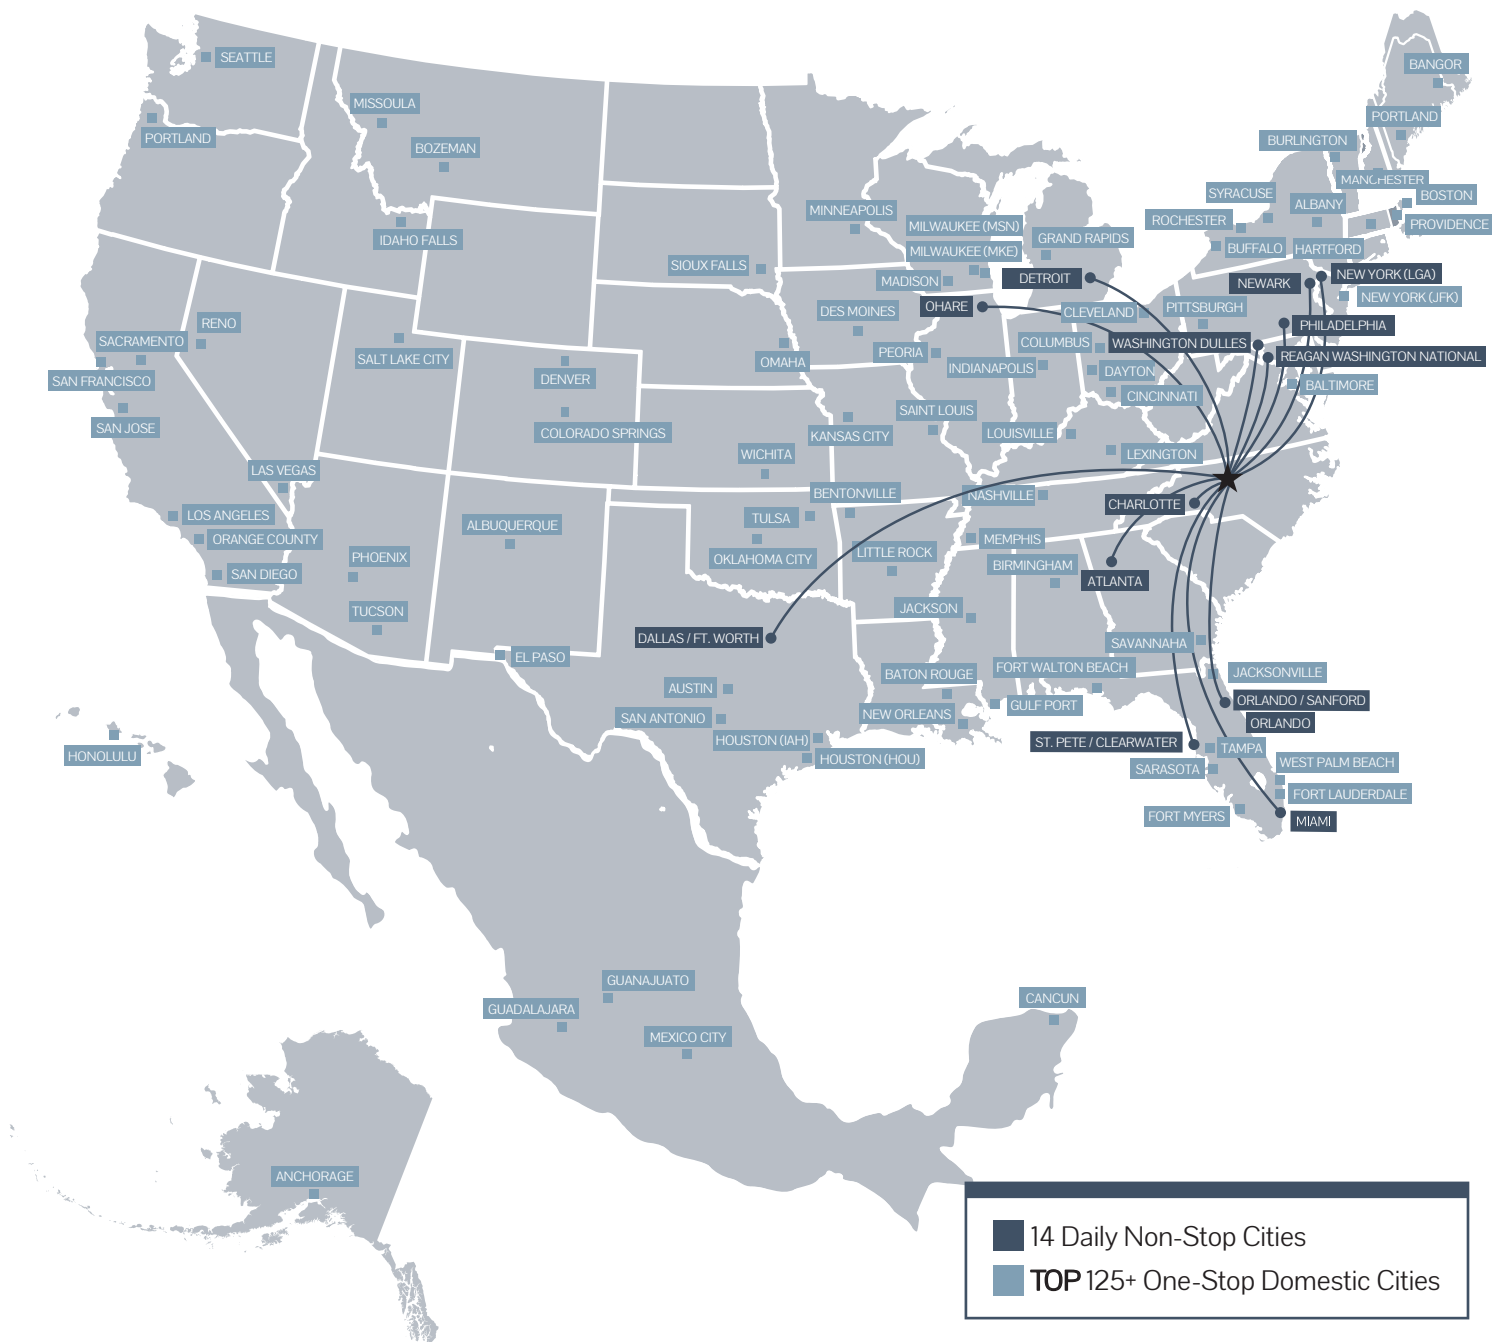 SEATTLE
PORTLAND
MISSOULA
BOZEMAN
IDAHO FALLS
RENO
SACRAMENTO
SAN FRANCISCO
SAN JOSE
SALT LAKE CITY
DENVER
COLORADO SPRINGS
LAS VEGAS
LOS ANGELES
ORANGE COUNTY
SAN DIEGO
PHOENIX
TUCSON
ALBUQUERQUE
EL PASO
HONOLULU
MINNEAPOLIS
SIOUX FALLS
MILWAUKEE (MSN)
MILWAUKEE (MKE)
MADISON
GRAND RAPIDS
DETROIT
OHARE
DES MOINES
OMAHA
PEORIA
INDIANAPOLIS
CLEVELAND
COLUMBUS
DAYTON
CINCINNATI
PITTSBURGH
SAINT LOUIS
KANSAS CITY
LOUISVILLE
LEXINGTON
WICHITA
BENTONVILLE
NASHVILLE
TULSA
OKLAHOMA CITY
LITTLE ROCK
MEMPHIS
BIRMINGHAM
CHARLOTTE
ATLANTA
JACKSON
DALLAS / FT. WORTH
SAVANNAHA
AUSTIN
SAN ANTONIO
HOUSTON (IAH)
HOUSTON (HOU)
BATON ROUGE
NEW ORLEANS
FORT WALTON BEACH
GULF PORT
JACKSONVILLE
ORLANDO / SANFORD
ORLANDO
ST. PETE / CLEARWATER
TAMPA
SARASOTA
WEST PALM BEACH
FORT LAUDERDALE
FORT MYERS
MIAMI
BANGOR
PORTLAND
BURLINGTON
MANCHESTER
SYRACUSE
ALBANY
BOSTON
ROCHESTER
PROVIDENCE
BUFFALO
HARTFORD
NEWARK
NEW YORK (LGA)
NEW YORK (JFK)
PHILADELPHIA
WASHINGTON DULLES
REAGAN WASHINGTON NATIONAL
BALTIMORE
GUANAJUATO
GUADALAJARA
MEXICO CITY
CANCUN
ANCHORAGE
14 Daily Non-Stop Cities
TOP 125+ One-Stop Domestic Cities